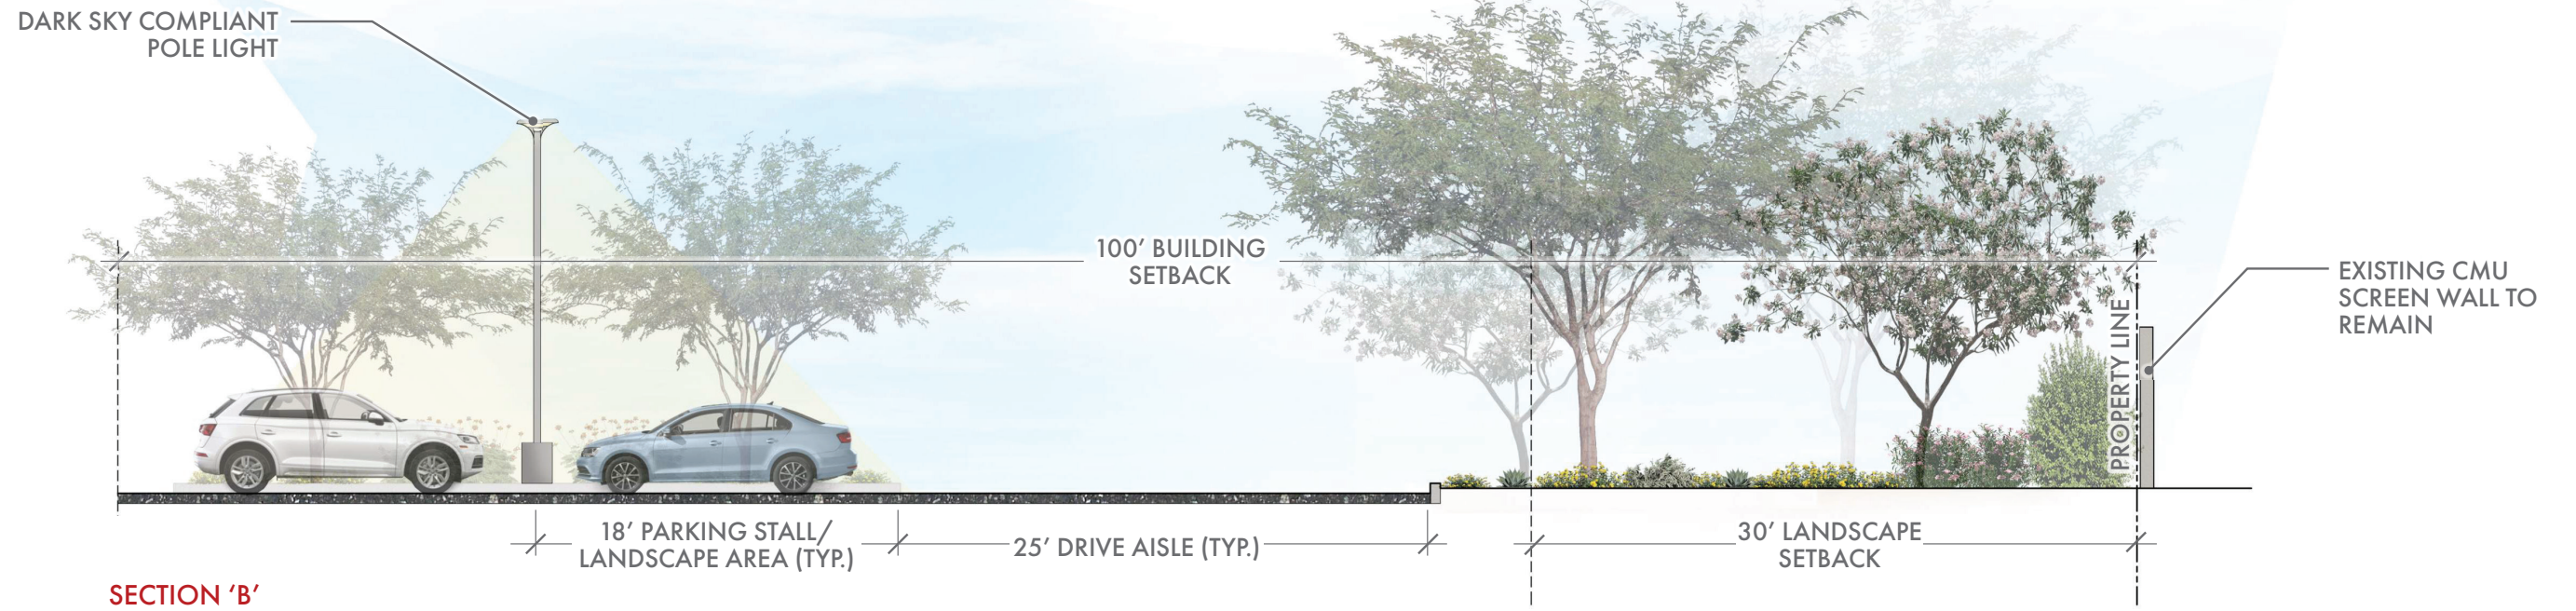 DARK SKY COMPLIANT
POLE LIGHT
100’ BUILDING
SETBACK
PROPERTY LINE
EXISTING CMU
SCREEN WALL TO
REMAIN
18’ PARKING STALL/
LANDSCAPE AREA (TYP.)
25’ DRIVE AISLE (TYP.)
30’ LANDSCAPE
SETBACK
SECTION ‘B’